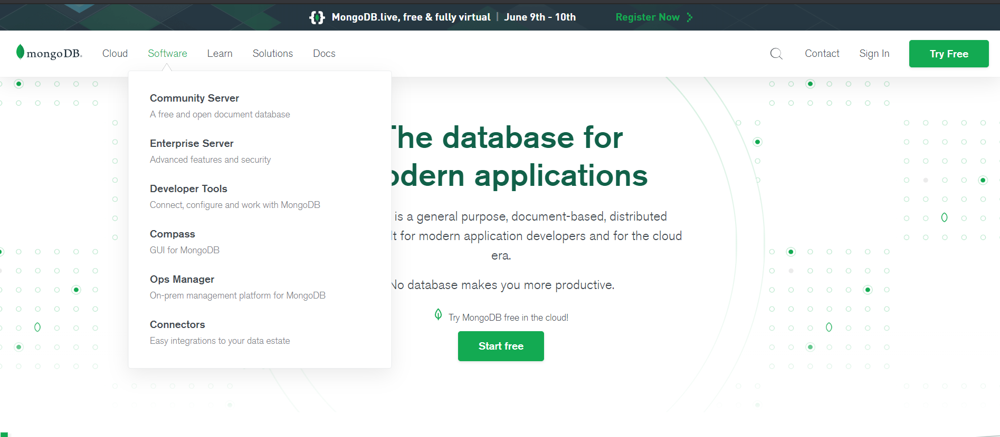 MongoDB.live, free & fully virtual | June 9th - 10th Register Now
mongoDB. Cloud Software Learn Solutions Docs Contact Sign In Try Free
Community Server
A free and open document database
Enterprise Server
Advanced features and security
Developer Tools
Connect, configure and work with MongoDB
Compass
GUI for MongoDB
Ops Manager
On-prem management platform for MongoDB
Connectors
Easy integrations to your data estate
The database for
odern applications
is a general purpose, document-based, distributed
lt for modern application developers and for the cloud
era.
No database makes you more productive.
Try MongoDB free in the cloud!
Start free